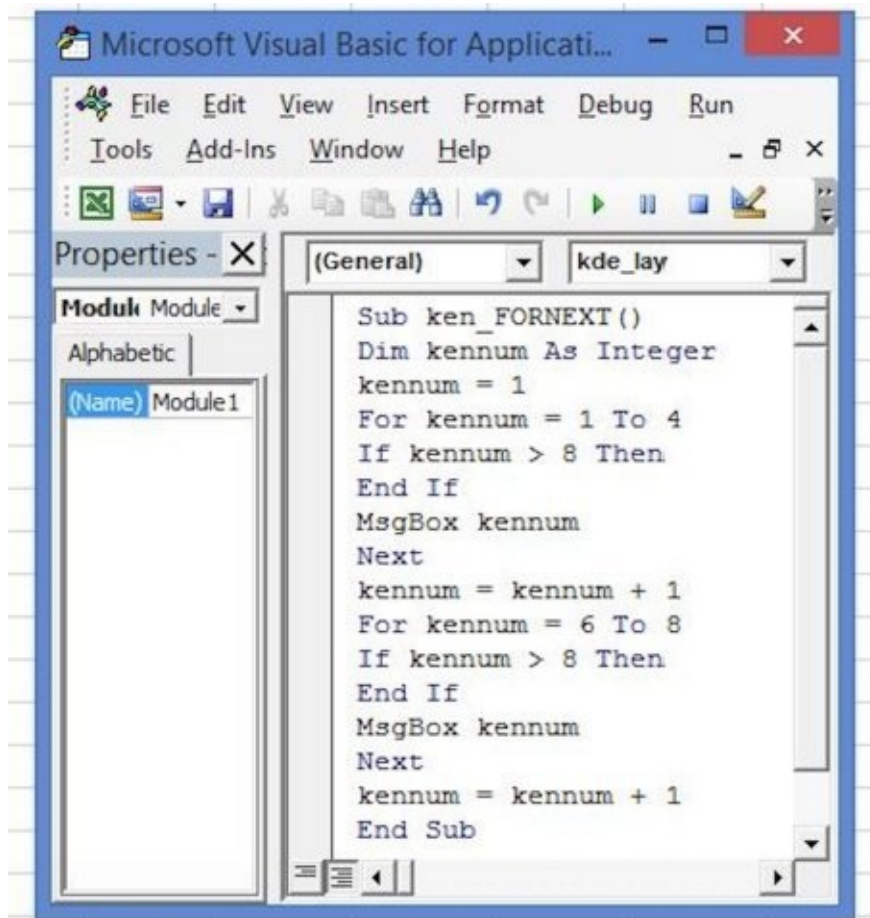 Microsoft Visual Basic for Applicati...
File Edit View Insert Format Debug Run
Tools Add-Ins Window Help
Properties -
(General) kde_lay
Module Module
Alphabetic
(Name) Module1
Sub ken_FORNEXT()
Dim kennum As Integer
kennum = 1
For kennum = 1 To 4
If kennum > 8 Then
End If
MsgBox kennum
Next
kennum = kennum + 1
For kennum = 6 To 8
If kennum > 8 Then
End If
MsgBox kennum
Next
kennum = kennum + 1
End Sub